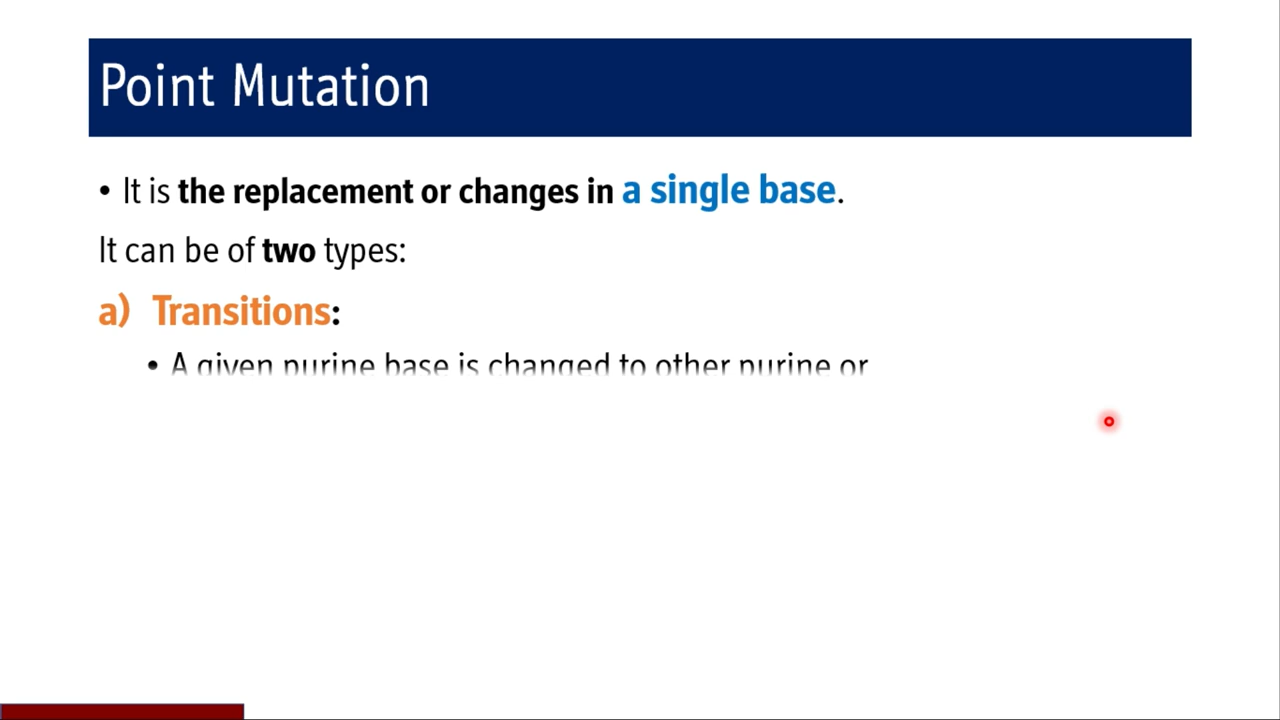 Point Mutation
• It is the replacement or changes in a single base.
It can be of two types:
a) Transitions:
• A given purine base is changed to other purine or